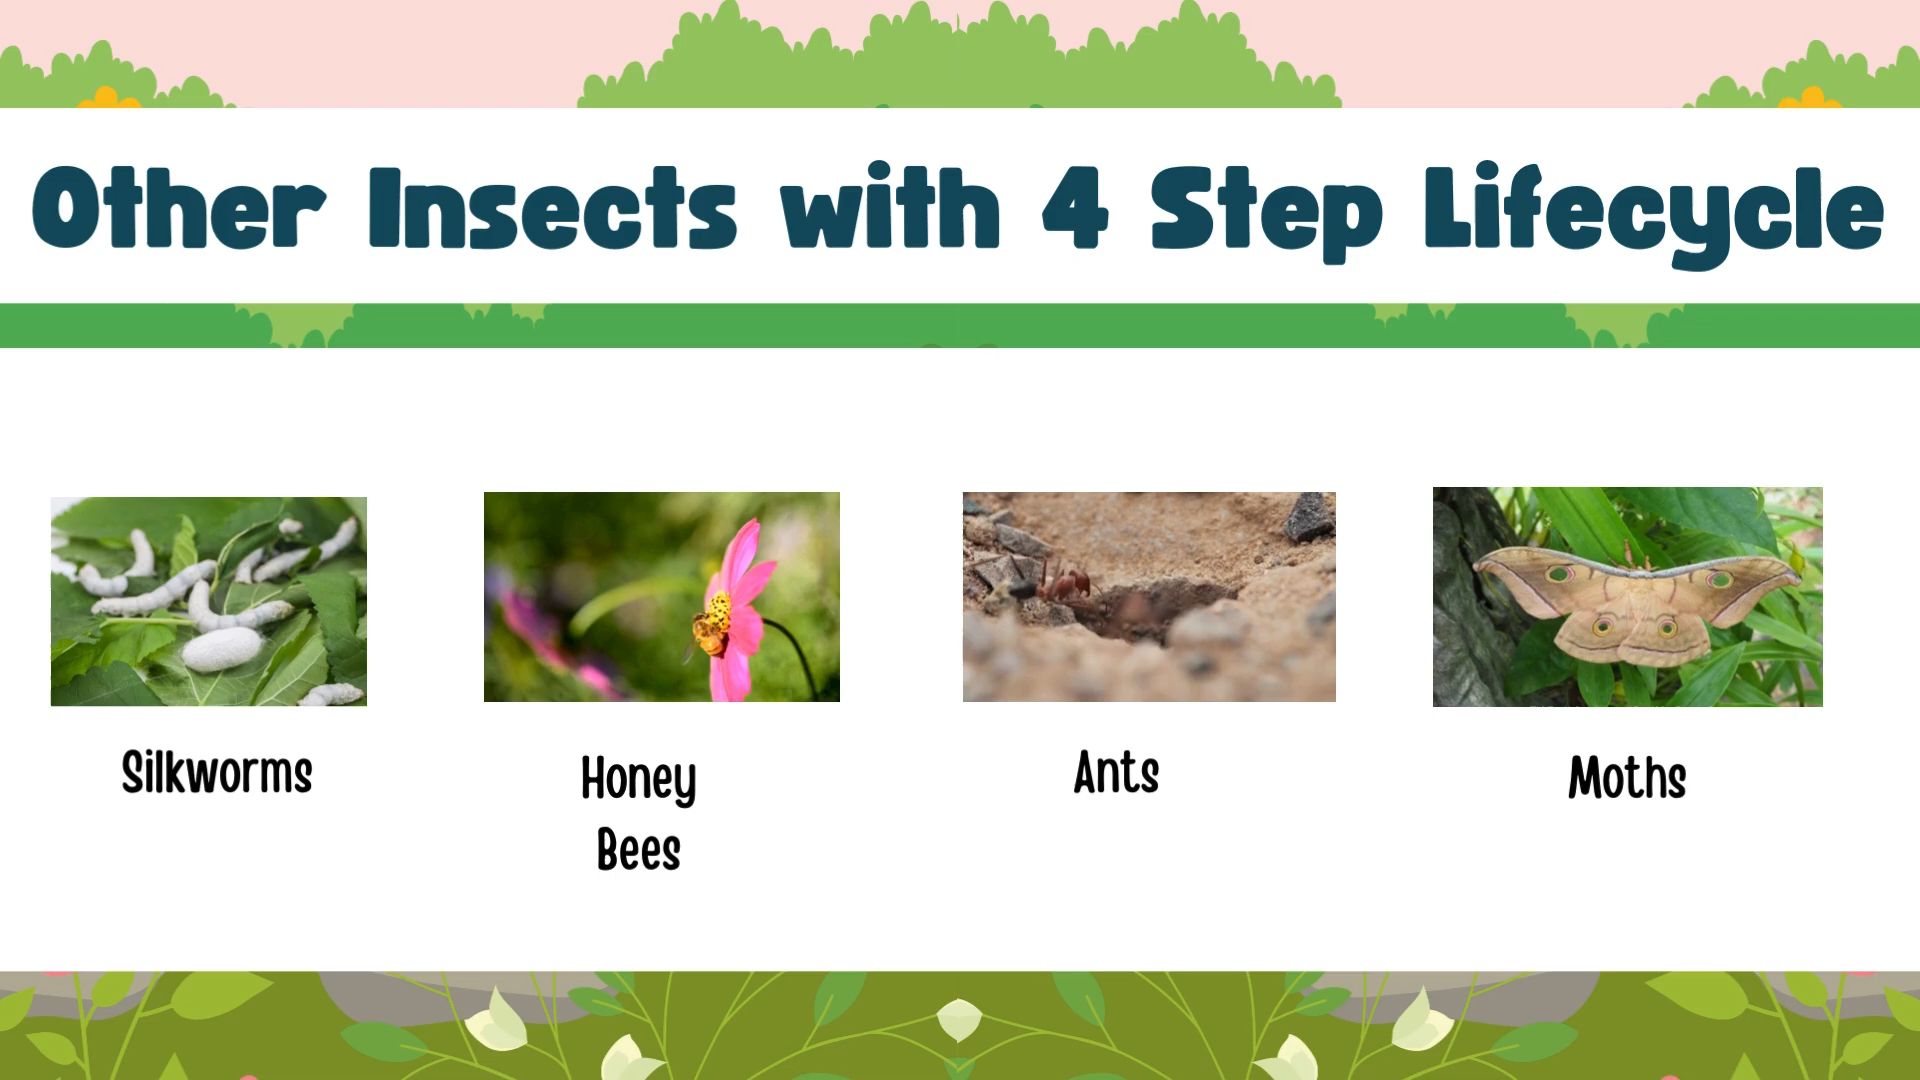 Other Insects with 4 Step Lifecycle
Silkworms
Honey
Bees
Ants
Moths